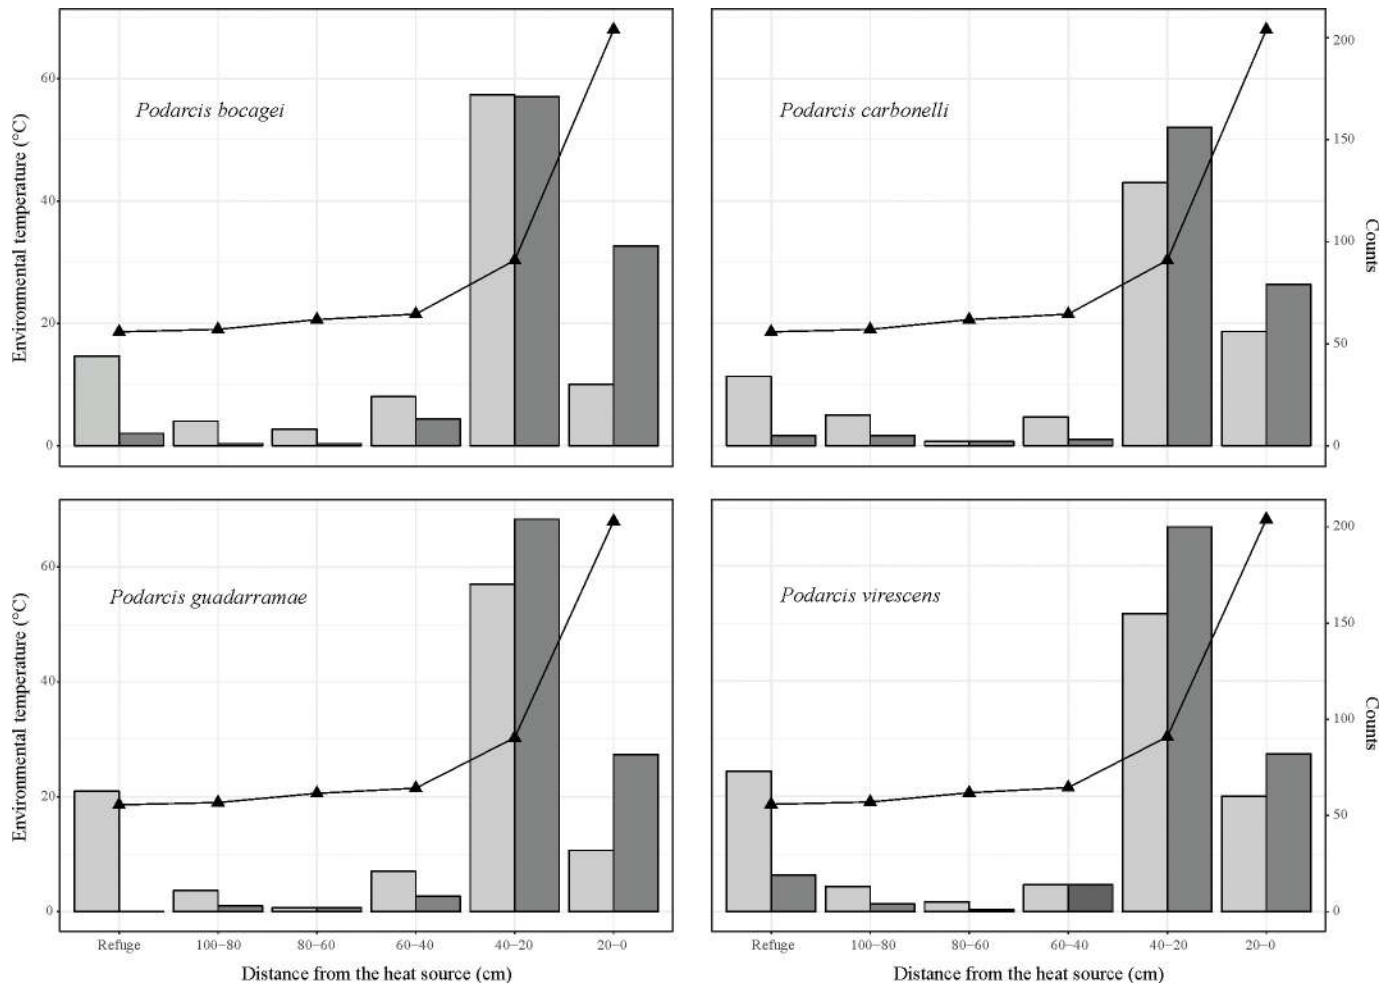 Podarcis bocagei
Environmental temperature (°C)
60
40
20
0
Podarcis carbonelli
Counts
200
150
100
50
0
Podarcis guadarramae
Environmental temperature (°C)
60
40
20
0
Refuge 100–80 80–60 60–40 40–20 20–0
Distance from the heat source (cm)
Podarcis virescens
Counts
200
150
100
50
0
Refuge 100–80 80–60 60–40 40–20 20–0
Distance from the heat source (cm)